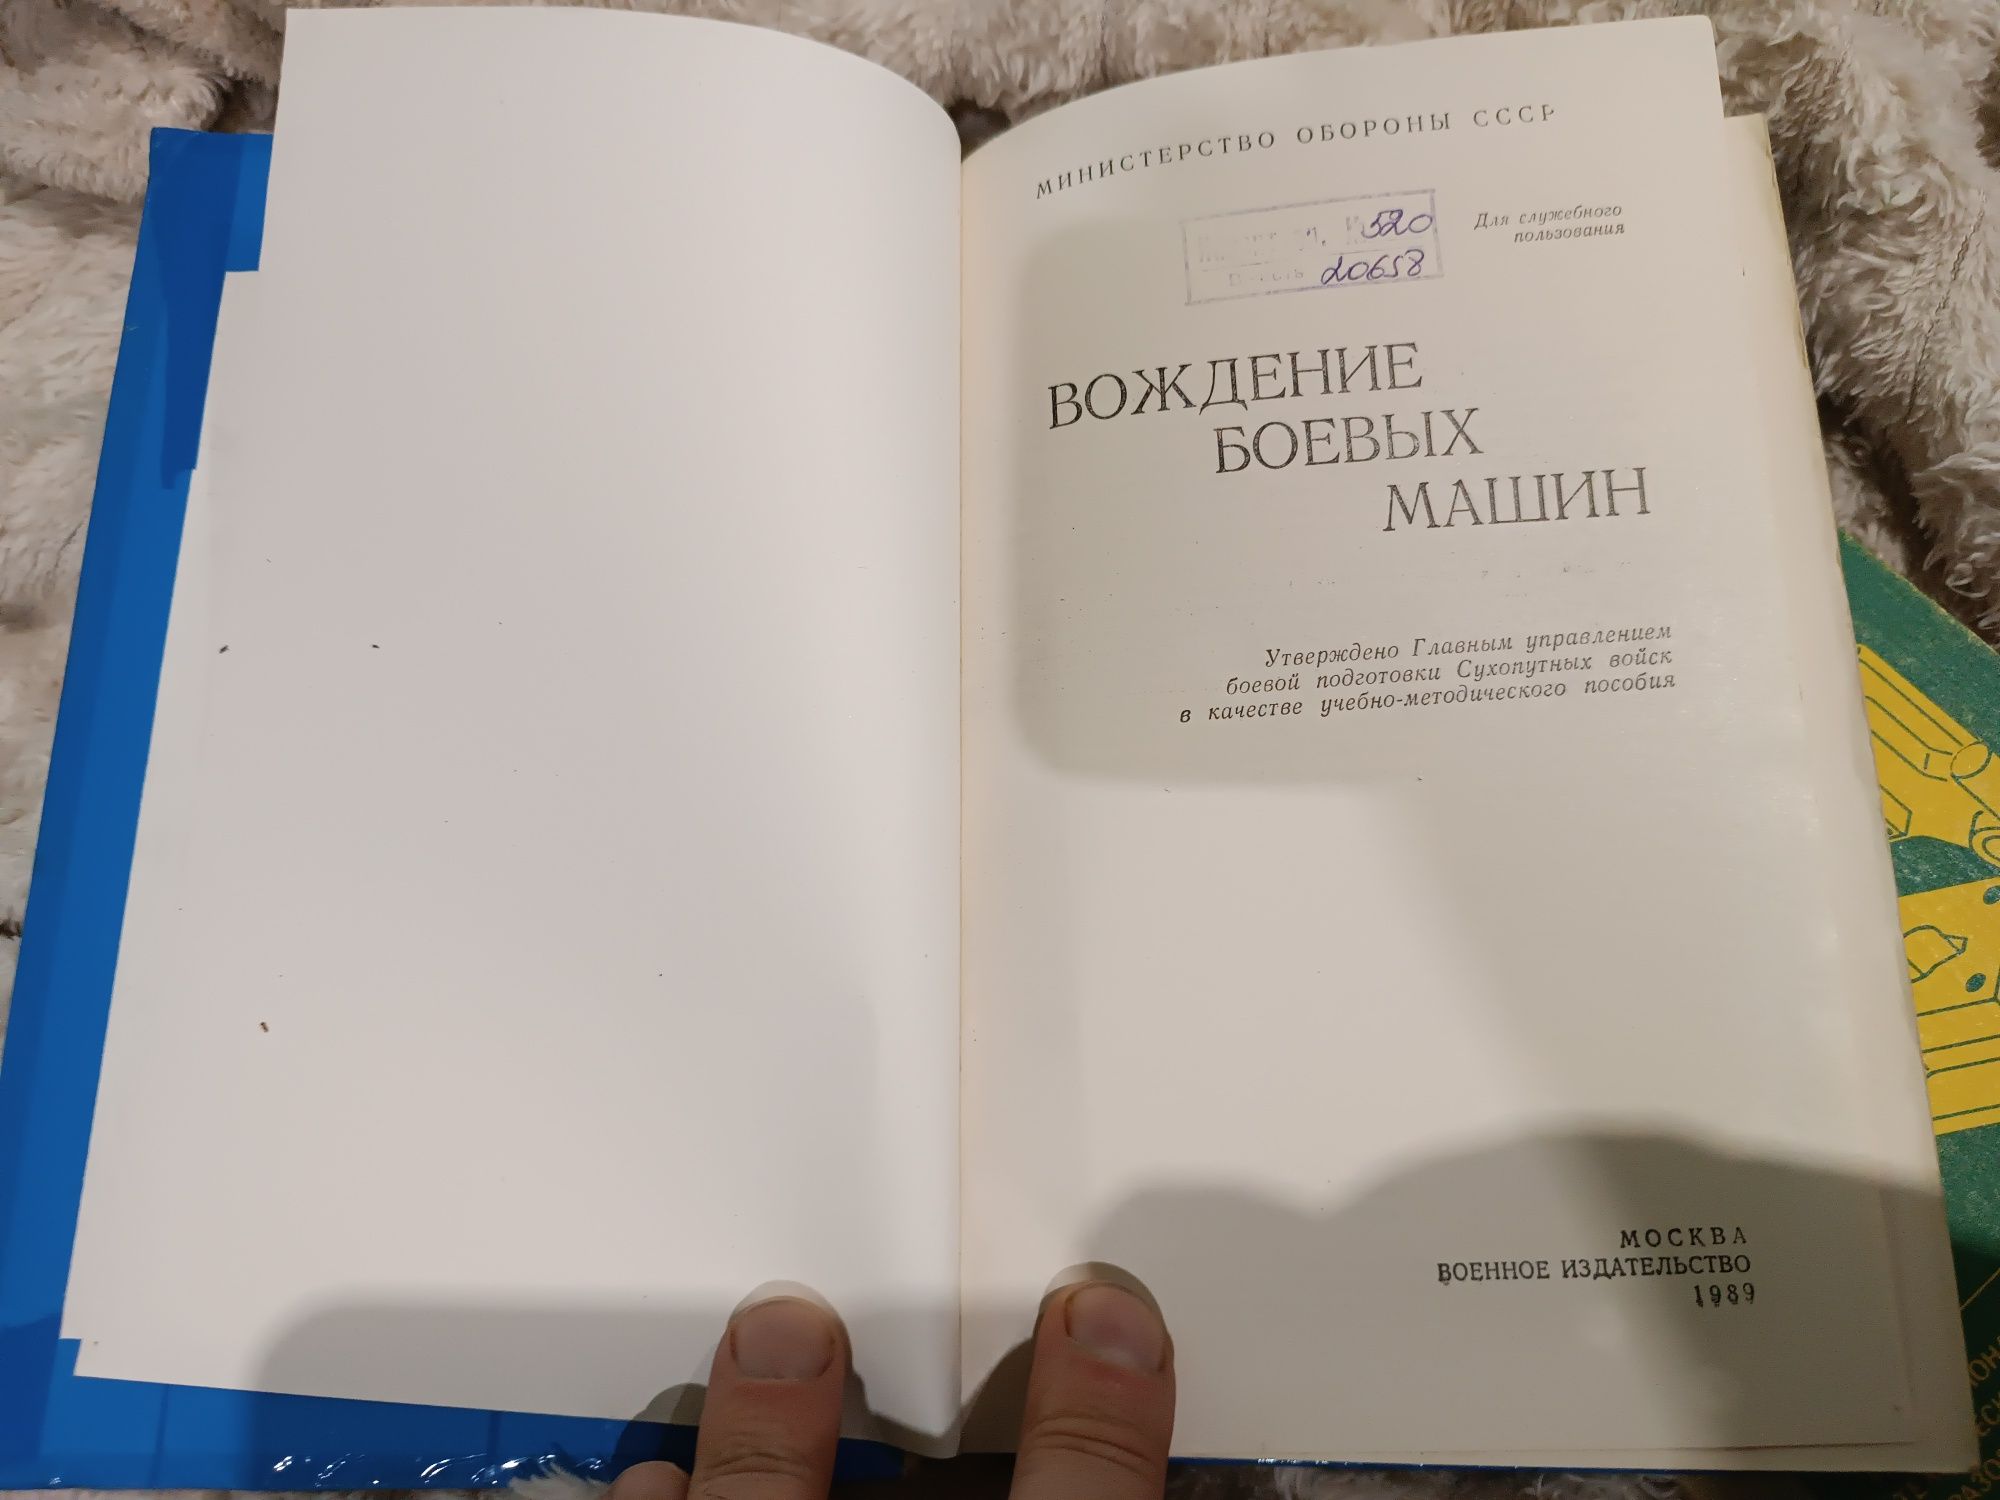 МИНИСТЕРСТВО ОБОРОНЫ СССР
520
20658
Для служебного
пользования
ВОЖДЕНИЕ
БОЕВЫХ
МАШИН
Утверждено Главным управлением
боевой подготовки Сухопутных войск
в качестве учебно-методического пособия
МОСКВА
ВОЕННОЕ ИЗДАТЕЛЬСТВО
1989